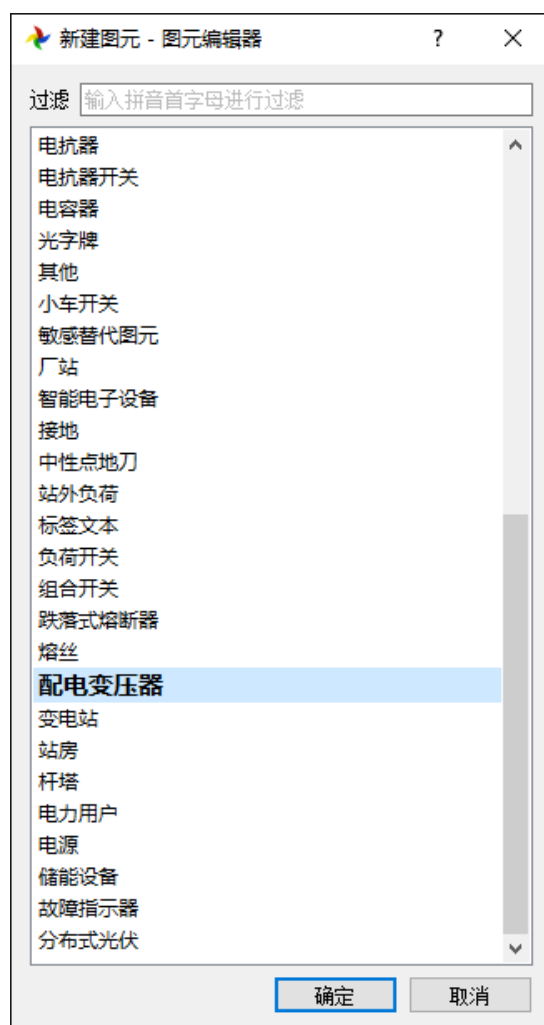 新建图元 - 图元编辑器
?
过滤 输入拼音首字母进行过滤
电抗器
电抗器开关
电容器
光字牌
其他
小车开关
敏感替代图元
厂站
智能电子设备
接地
中性点地刀
站外负荷
标签文本
负荷开关
组合开关
跌落式熔断器
熔丝
配电变压器
变电站
站房
杆塔
电力用户
电源
储能设备
故障指示器
分布式光伏
确定 取消